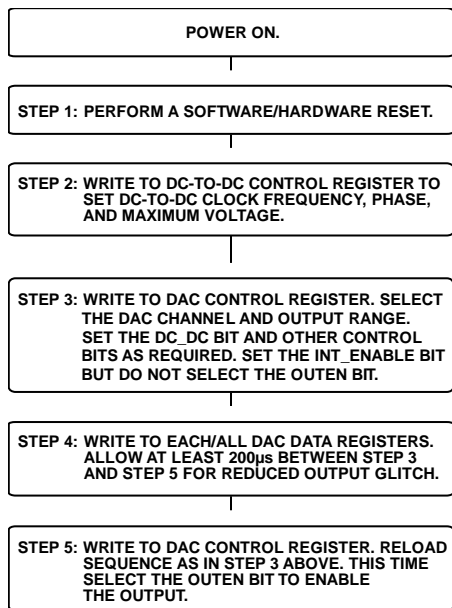 POWER ON.
STEP 1: PERFORM A SOFTWARE/HARDWARE RESET.
STEP 2: WRITE TO DC-TO-DC CONTROL REGISTER TO
SET DC-TO-DC CLOCK FREQUENCY, PHASE,
AND MAXIMUM VOLTAGE.
STEP 3: WRITE TO DAC CONTROL REGISTER. SELECT
THE DAC CHANNEL AND OUTPUT RANGE.
SET THE DC_DC BIT AND OTHER CONTROL
BITS AS REQUIRED. SET THE INT_ENABLE BIT
BUT DO NOT SELECT THE OUTEN BIT.
STEP 4: WRITE TO EACH/ALL DAC DATA REGISTERS.
ALLOW AT LEAST 200µs BETWEEN STEP 3
AND STEP 5 FOR REDUCED OUTPUT GLITCH.
STEP 5: WRITE TO DAC CONTROL REGISTER. RELOAD
SEQUENCE AS IN STEP 3 ABOVE. THIS TIME
SELECT THE OUTEN BIT TO ENABLE
THE OUTPUT.